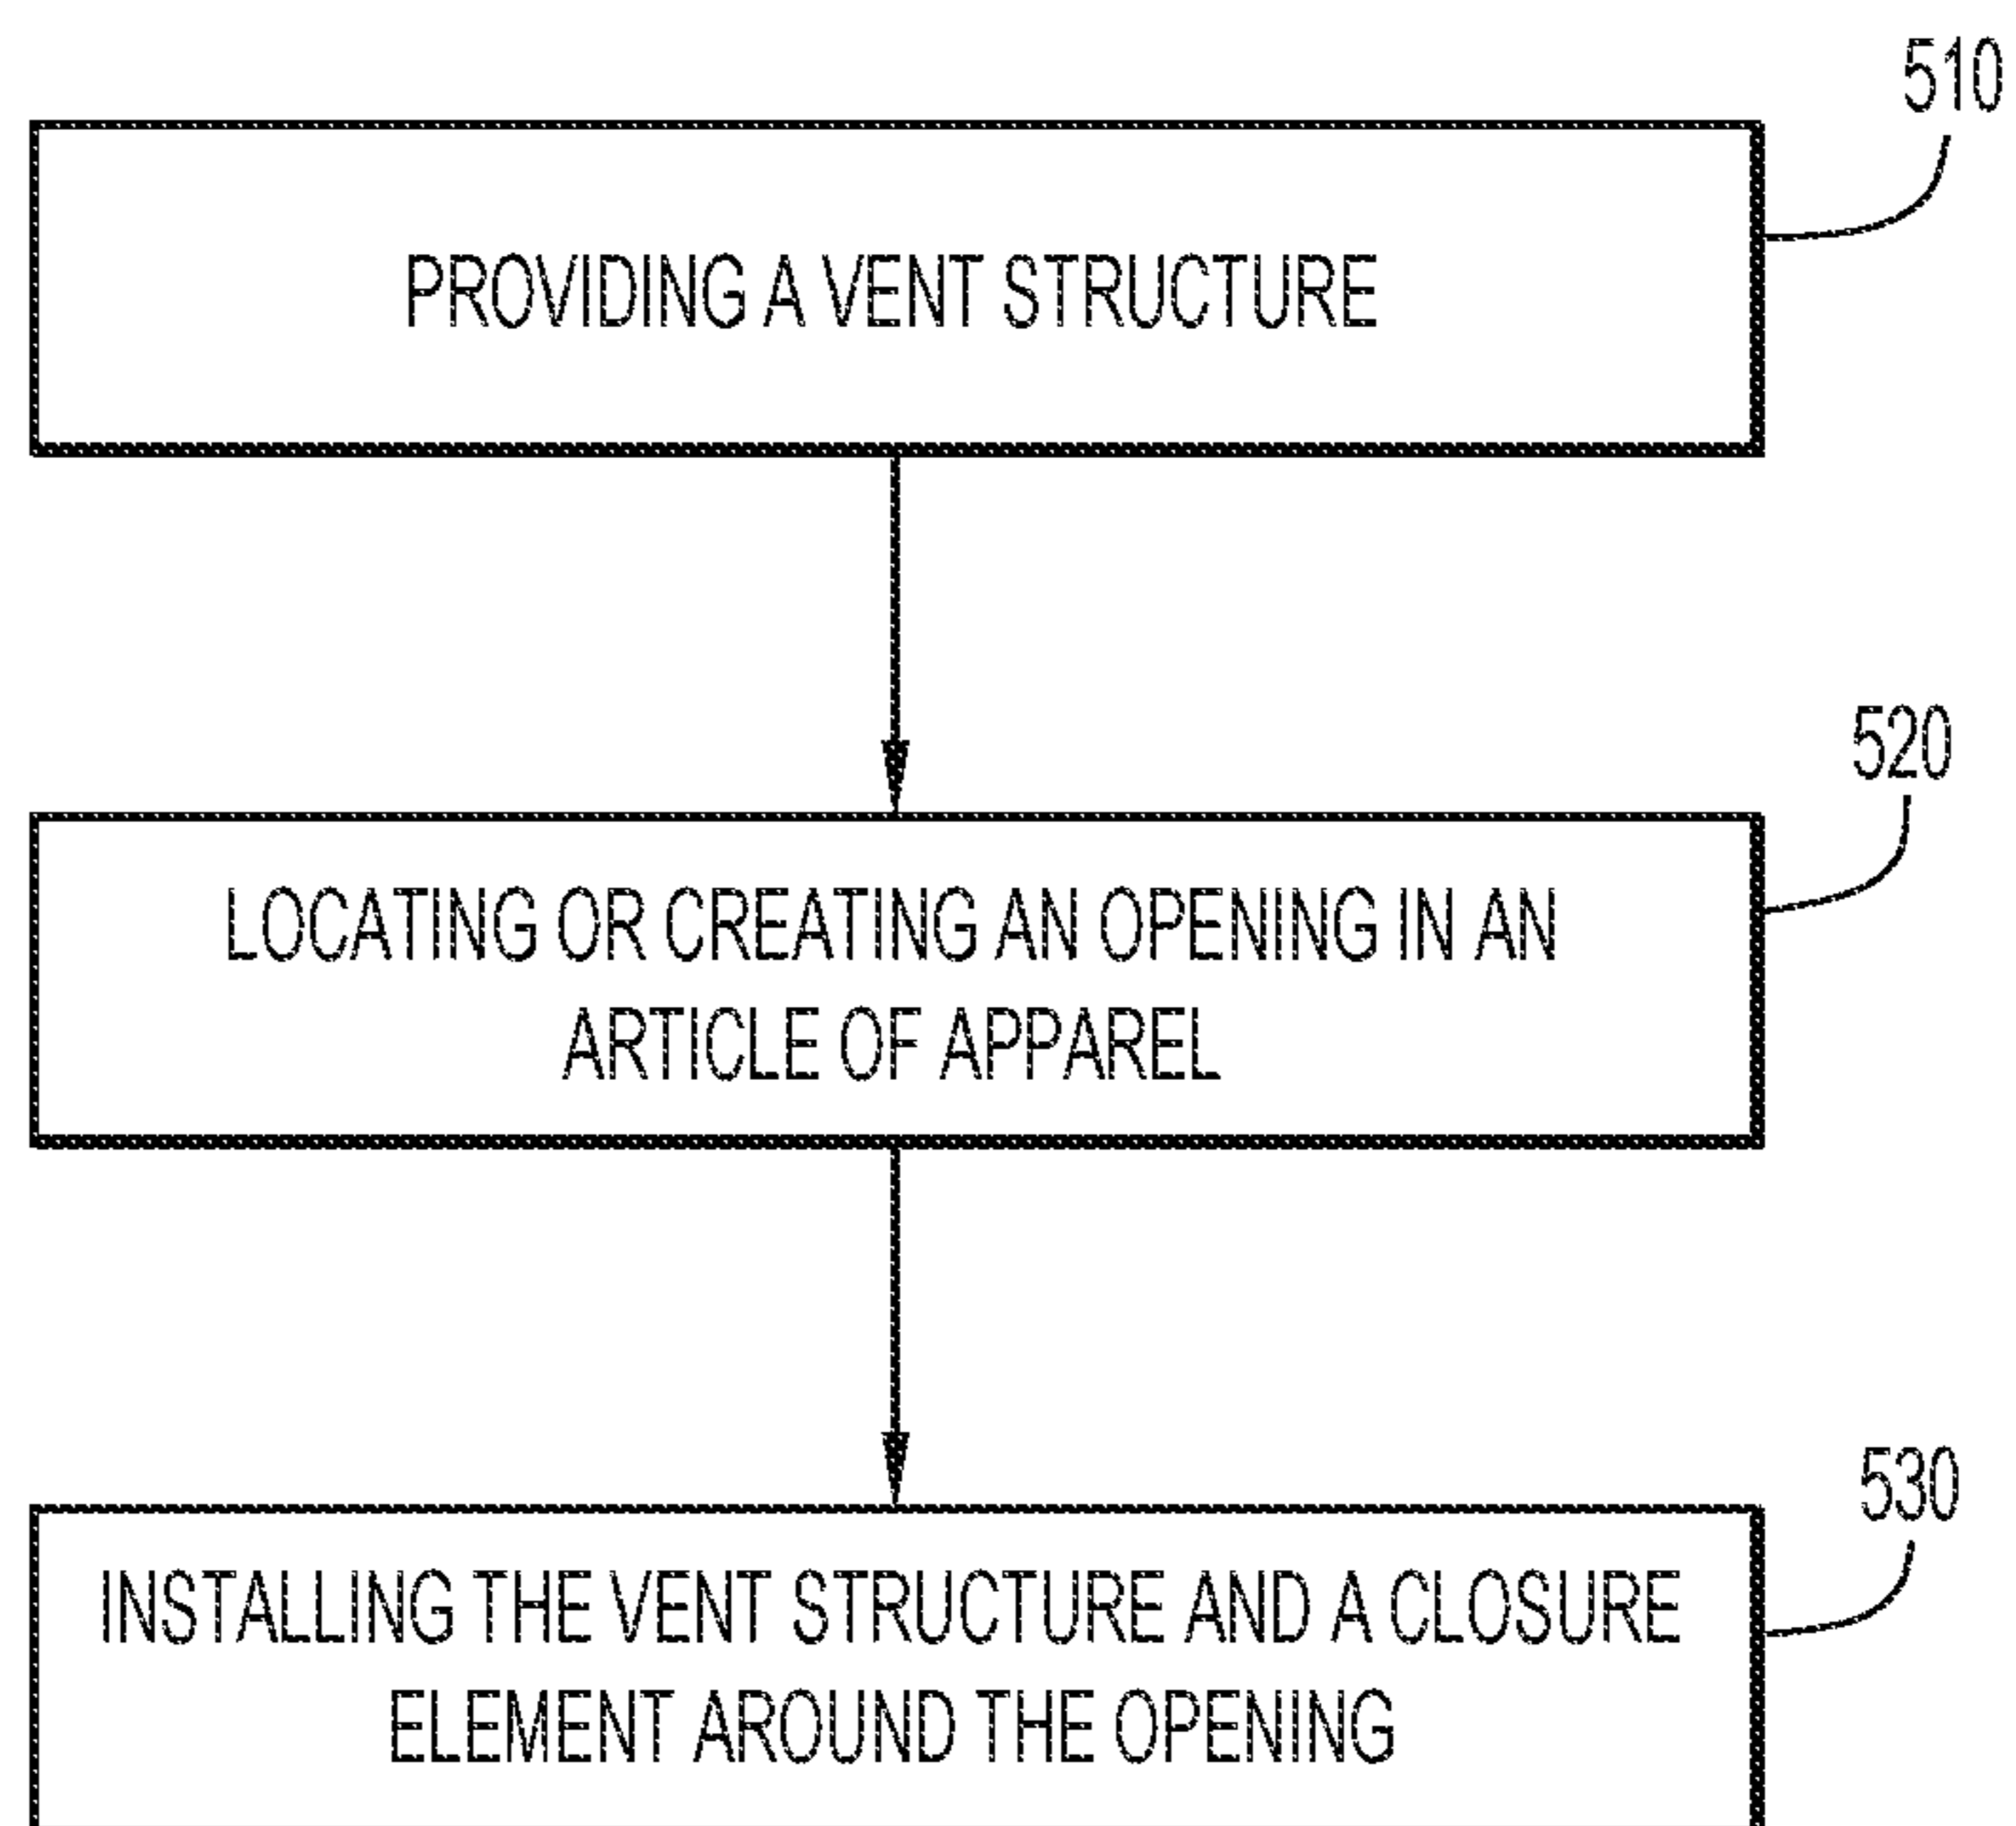 510
PROVIDING A VENT STRUCTURE
520
LOCATING OR CREATING AN OPENING IN AN
ARTICLE OF APPAREL
530
INSTALLING THE VENT STRUCTURE AND A CLOSURE
ELEMENT AROUND THE OPENING